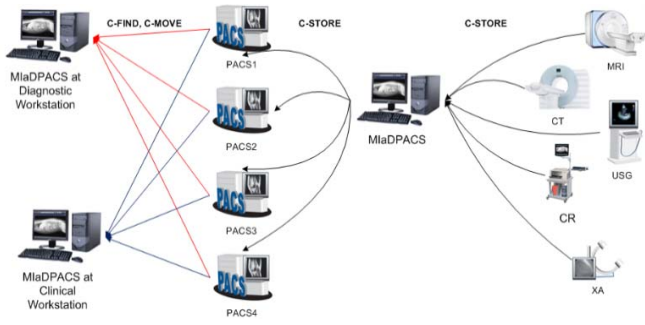 C-FIND, C-MOVE
C-STORE
C-STORE
MIaDPACS at
Diagnostic
Workstation
MIaDPACS at
Clinical
Workstation
PACS
PACS1
PACS
PACS2
PACS
PACS3
PACS
PACS4
MIaDPACS
MRI
CT
USG
CR
XA